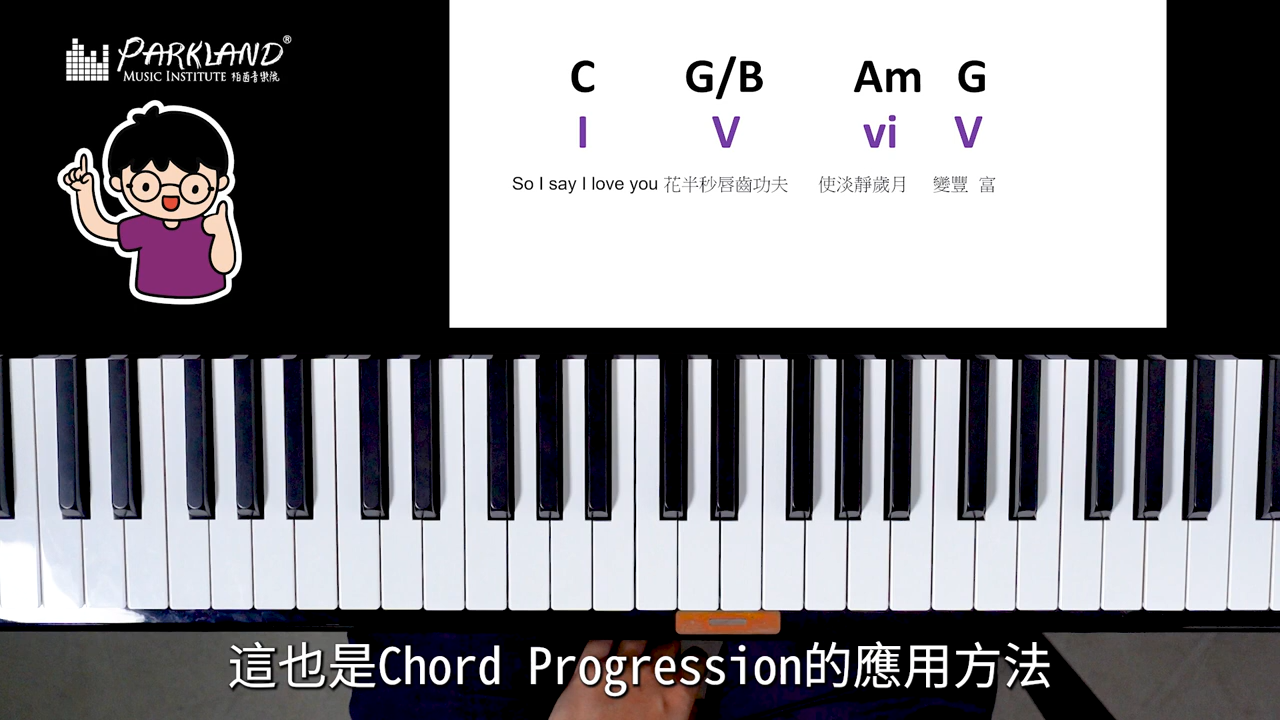 PARKLAND®
MUSIC INSTITUTE 柏斯音樂院
C G/B Am G
I V vi V
So I say I love you 花半秒唇齒功夫 使淡靜歲月 變豐 富
這也是Chord Progression的應用方法